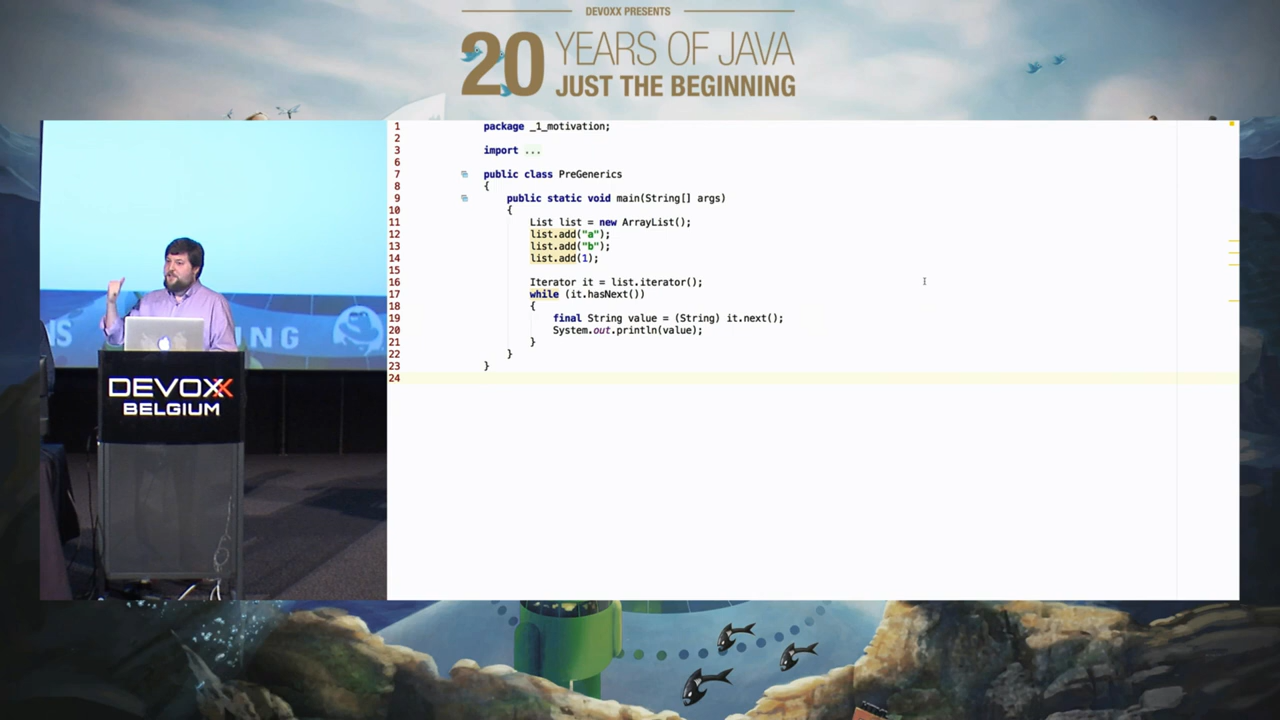 DEVOXX PRESENTS
20 YEARS OF JAVA
JUST THE BEGINNING
1 package _1_motivation;
2
3 import ...
6
7 public class PreGenerics
8 {
9 public static void main(String[] args)
10 {
11 List list = new ArrayList();
12 list.add("a");
13 list.add("b");
14 list.add(1);
15
16 Iterator it = list.iterator();
17 while (it.hasNext())
18 {
19 final String value = (String) it.next();
20 System.out.println(value);
21 }
22 }
23 }
24
DEVOXX
BELGIUM